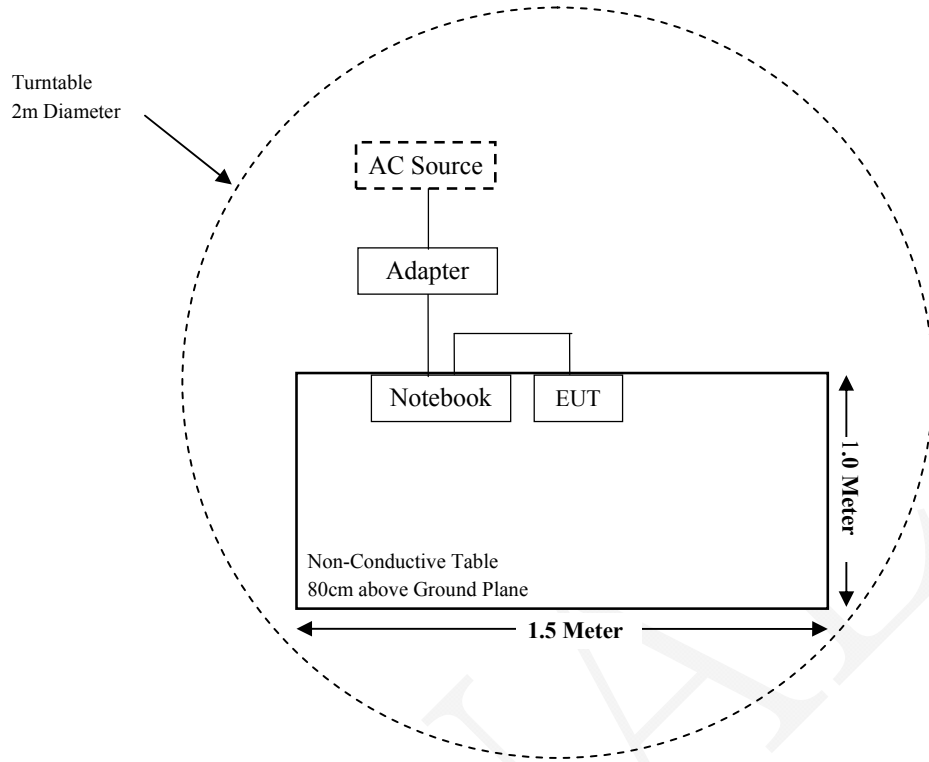 Turntable
2m Diameter
AC Source
Adapter
Notebook
EUT
1.0 Meter
Non-Conductive Table
80cm above Ground Plane
1.5 Meter